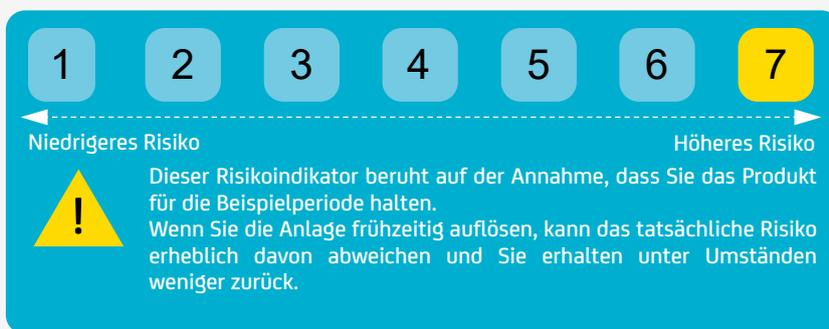 1 2 3 4 5 6 7
Niedrigeres Risiko Höheres Risiko
!
Dieser Risikoindikator beruht auf der Annahme, dass Sie das Produkt
für die Beispielperiode halten.
Wenn Sie die Anlage frühzeitig auflösen, kann das tatsächliche Risiko
erheblich davon abweichen und Sie erhalten unter Umständen
weniger zurück.